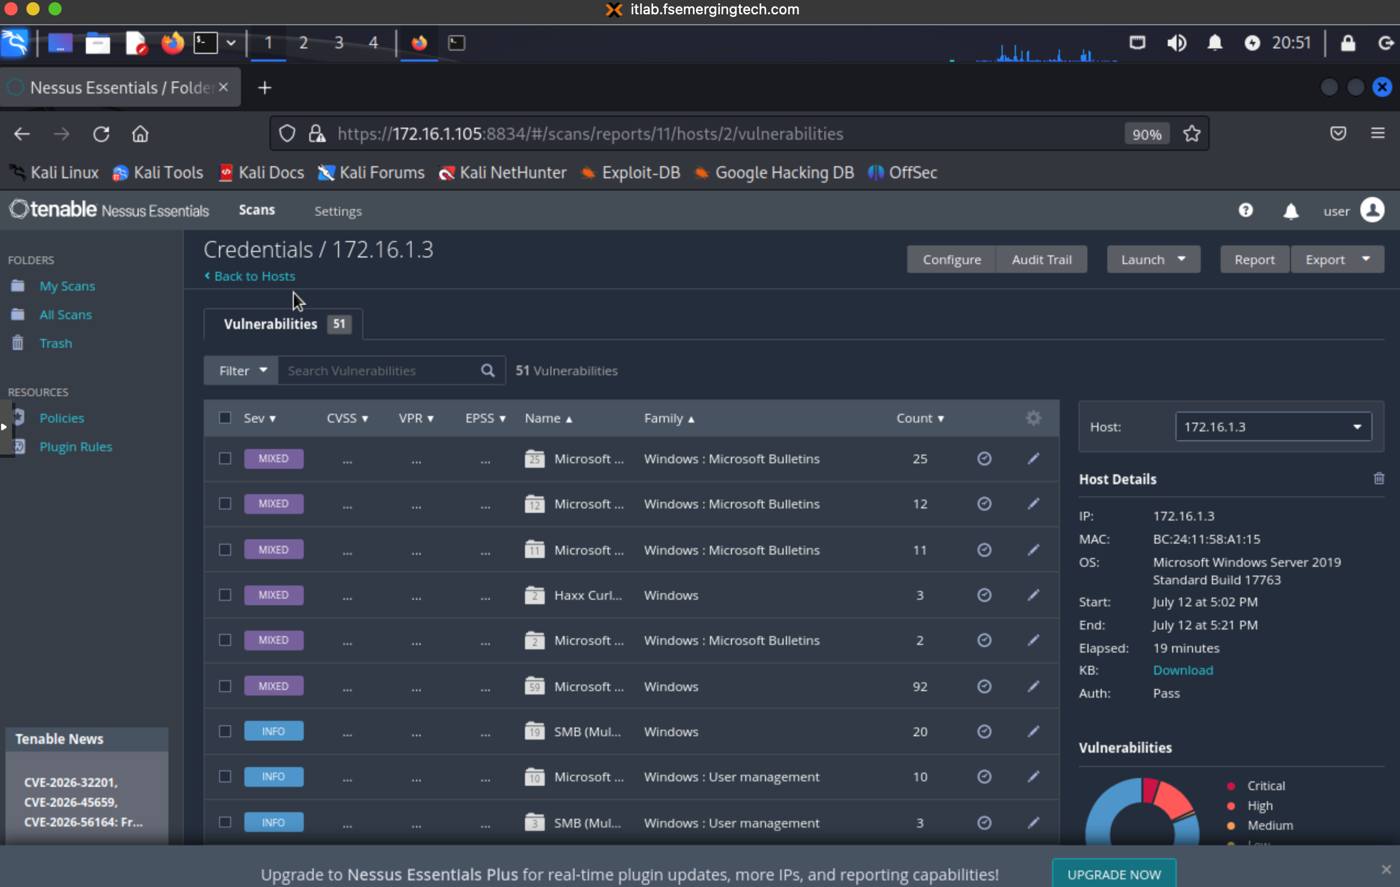 itlab.fsemergingtech.com
1 2 3 4 20:51
Nessus Essentials / Folde
https://172.16.1.105:8834/#/scans/reports/11/hosts/2/vulnerabilities 90%
Kali Linux Kali Tools Kali Docs Kali Forums Kali NetHunter Exploit-DB Google Hacking DB OffSec
tenable Nessus Essentials Scans Settings user
FOLDERS
My Scans
All Scans
Trash
RESOURCES
Policies
Plugin Rules
Tenable News
CVE-2026-32201,
CVE-2026-45659,
CVE-2026-56164: Fr...
Credentials / 172.16.1.3
Back to Hosts
Configure Audit Trail Launch Report Export
Vulnerabilities 51
Filter Search Vulnerabilities 51 Vulnerabilities
Sev CVSS VPR EPSS Name Family Count
MIXED ... ... ... 25 Microsoft ... Windows : Microsoft Bulletins 25
MIXED ... ... ... 12 Microsoft ... Windows : Microsoft Bulletins 12
MIXED ... ... ... 11 Microsoft ... Windows : Microsoft Bulletins 11
MIXED ... ... ... 2 Haxx Curl... Windows 3
MIXED ... ... ... 2 Microsoft ... Windows : Microsoft Bulletins 2
MIXED ... ... ... 59 Microsoft ... Windows 92
INFO ... ... ... 19 SMB (Mul... Windows 20
INFO ... ... ... 10 Microsoft ... Windows : User management 10
INFO ... ... ... 3 SMB (Mul... Windows : User management 3
Host: 172.16.1.3
Host Details
IP: 172.16.1.3
MAC: BC:24:11:58:A1:15
OS: Microsoft Windows Server 2019
Standard Build 17763
Start: July 12 at 5:02 PM
End: July 12 at 5:21 PM
Elapsed: 19 minutes
KB: Download
Auth: Pass
Vulnerabilities
Critical
High
Medium
Low
Upgrade to Nessus Essentials Plus for real-time plugin updates, more IPs, and reporting capabilities! UPGRADE NOW